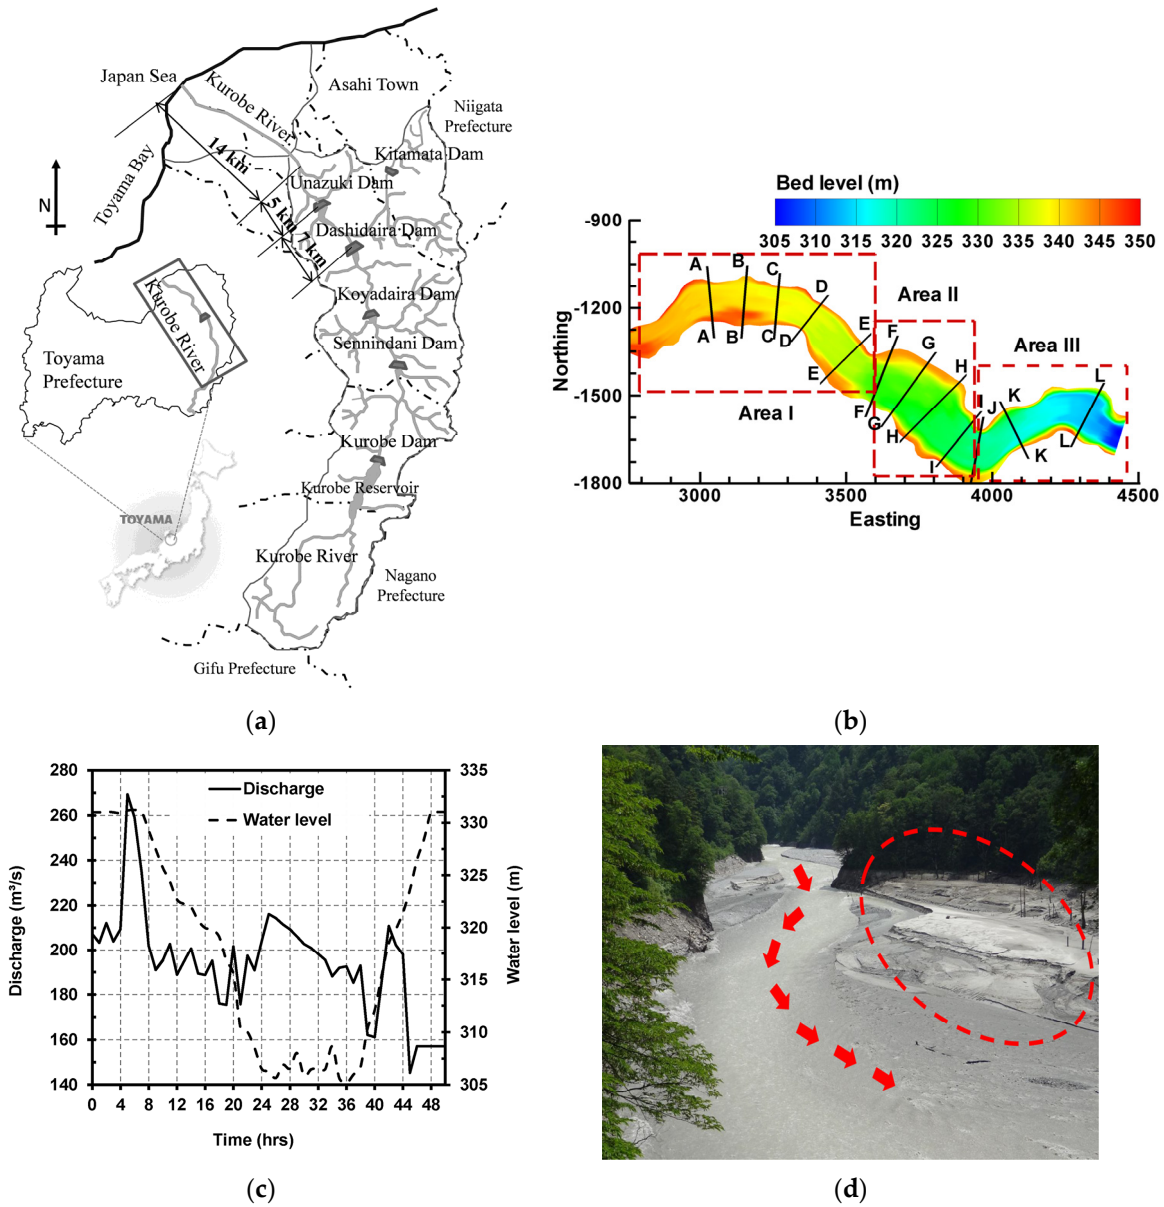 Japan Sea
Kurobe River
Asahi Town
Niigata
Prefecture
Toyama Bay
14 km
Kitamata Dam
Unazuki Dam
N
5 km
7 km
Dashidaira Dam
Koyadaira Dam
Kurobe River
Toyama
Prefecture
Sennindani Dam
Kurobe Dam
Kurobe Reservoir
TOYAMA
Kurobe River
Nagano
Prefecture
Gifu Prefecture
(a)
Bed level (m)
305 310 315 320 325 330 335 340 345 350
-900
-1200
-1500
-1800
Northing
A B C D E F G H I J K L
A B C D E F G H I K L
Area I
Area II
Area III
3000 3500 4000 4500
Easting
(b)
280 260 240 220 200 180 160 140
Discharge (m³/s)
Discharge
Water level
335 330 325 320 315 310 305
Water level (m)
0 4 8 12 16 20 24 28 32 36 40 44 48
Time (hrs)
(c)
(d)